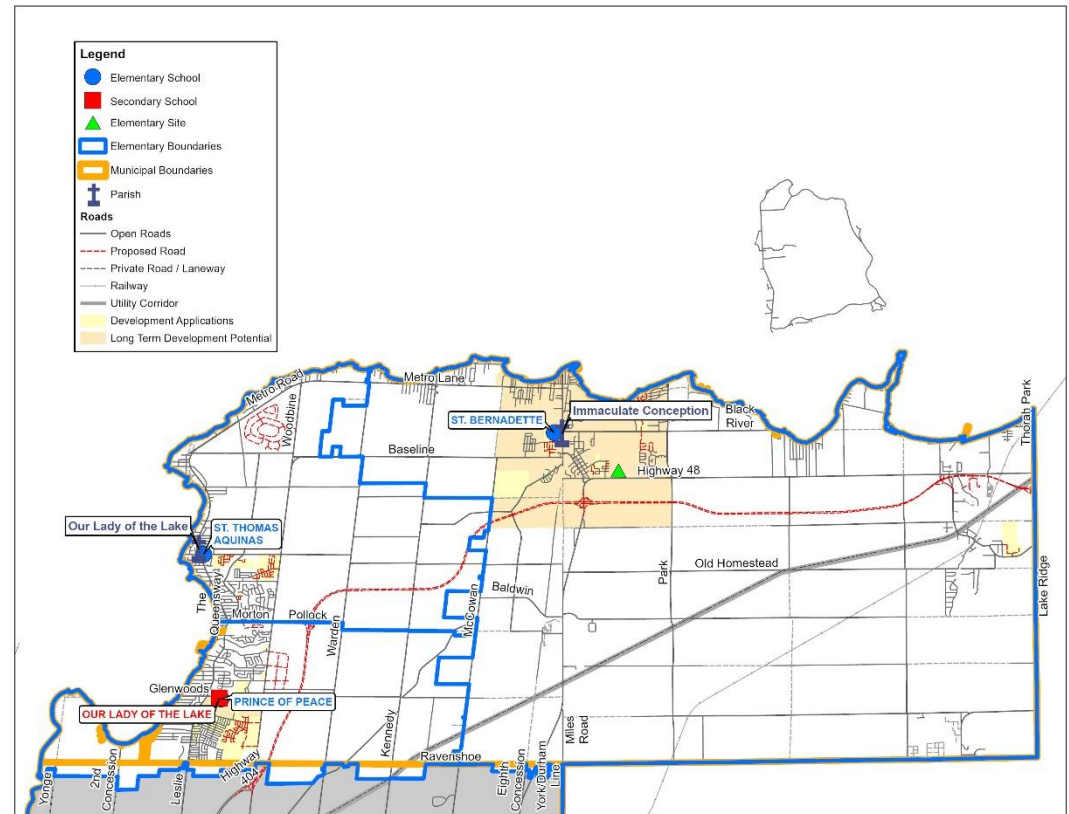 Legend
Elementary School
Secondary School
Elementary Site
Elementary Boundaries
Municipal Boundaries
Parish
Roads
Open Roads
Proposed Road
Private Road / Laneway
Railway
Utility Corridor
Development Applications
Long Term Development Potential
Metro Road
Metro Lane
Woodbine
ST. BERNADETTE
Immaculate Conception
Black
River
Thorah Park
Baseline
Highway 48
Our Lady of the Lake
ST. THOMAS
AQUINAS
The
Queensway
Morton
Pollock
Warden
McCowan
Baldwin
Park
Old Homestead
Lake Ridge
Glenwoods
OUR LADY OF THE LAKE
PRINCE OF PEACE
Kennedy
Miles
Road
Ravenshoe
Yonge
2nd
Concession
Leslie
Highway
404
Eighth
Concession
York/Durham
Line